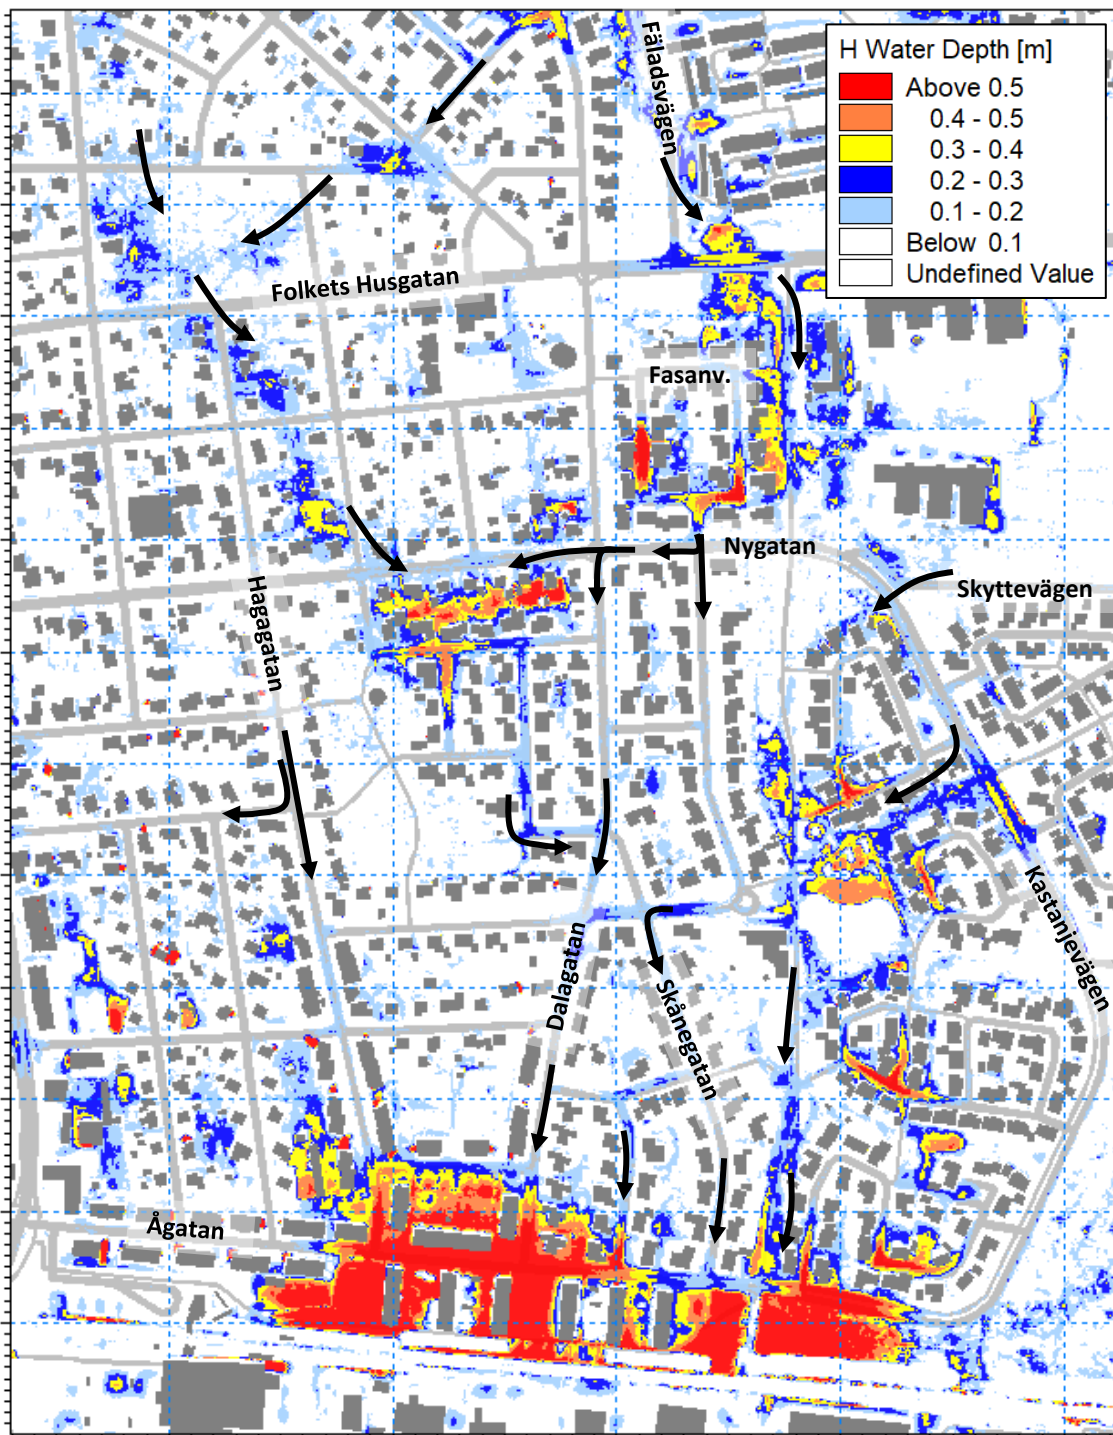 H Water Depth [m]
Above 0.5
0.4 - 0.5
0.3 - 0.4
0.2 - 0.3
0.1 - 0.2
Below 0.1
Undefined Value
Fäladsvägen
Folkets Husgatan
Fasanv.
Nygatan
Skyttevägen
Hagagatan
Kastanjevägen
Dalagatan
Skånegatan
Ågatan